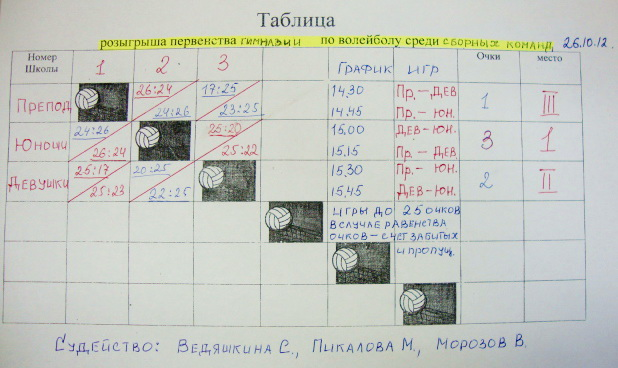 Таблица
розыгрыша первенства гимназии по волейболу среди сборных команд 26.10.12.
Номер Школы 1 2 3 График игр Очки место
Препод 26:24 17:25 14.30 Пр.–Дев 1 III
24:26 23:25 14.45 Пр.–Юн.
Юноши 24:26 25:20 15.00 Дев–Юн. 3 1
26:24 25:22 15.15 Пр.–Дев
Девушки 25:17 20:25 15.30 Пр.–Юн. 2 II
25:23 22:25 15.45 Дев–Юн.
Игры до 25 очков
в случае равенства
очков – счет забитых
и пропущ.
Судейство: Ведяшкина С., Пикалова М., Морозов В.